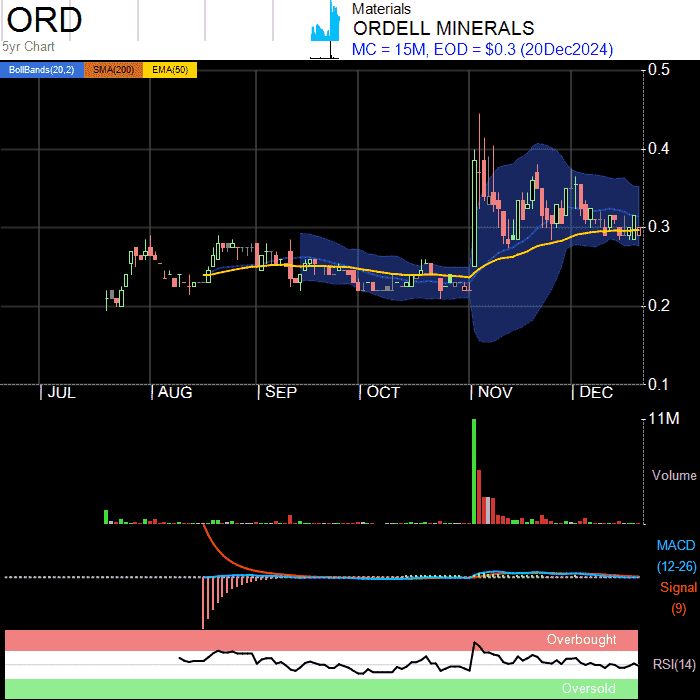 ORD
Materials
ORDELL MINERALS
5yr Chart
MC = 15M, EOD = $0.3 (20Dec2024)
BollBands(20,2) SMA(200) EMA(50)
0.5
0.4
0.3
0.2
0.1
JUL AUG SEP OCT NOV DEC
11M
Volume
MACD
(12-26)
Signal
(9)
Overbought
RSI(14)
Oversold